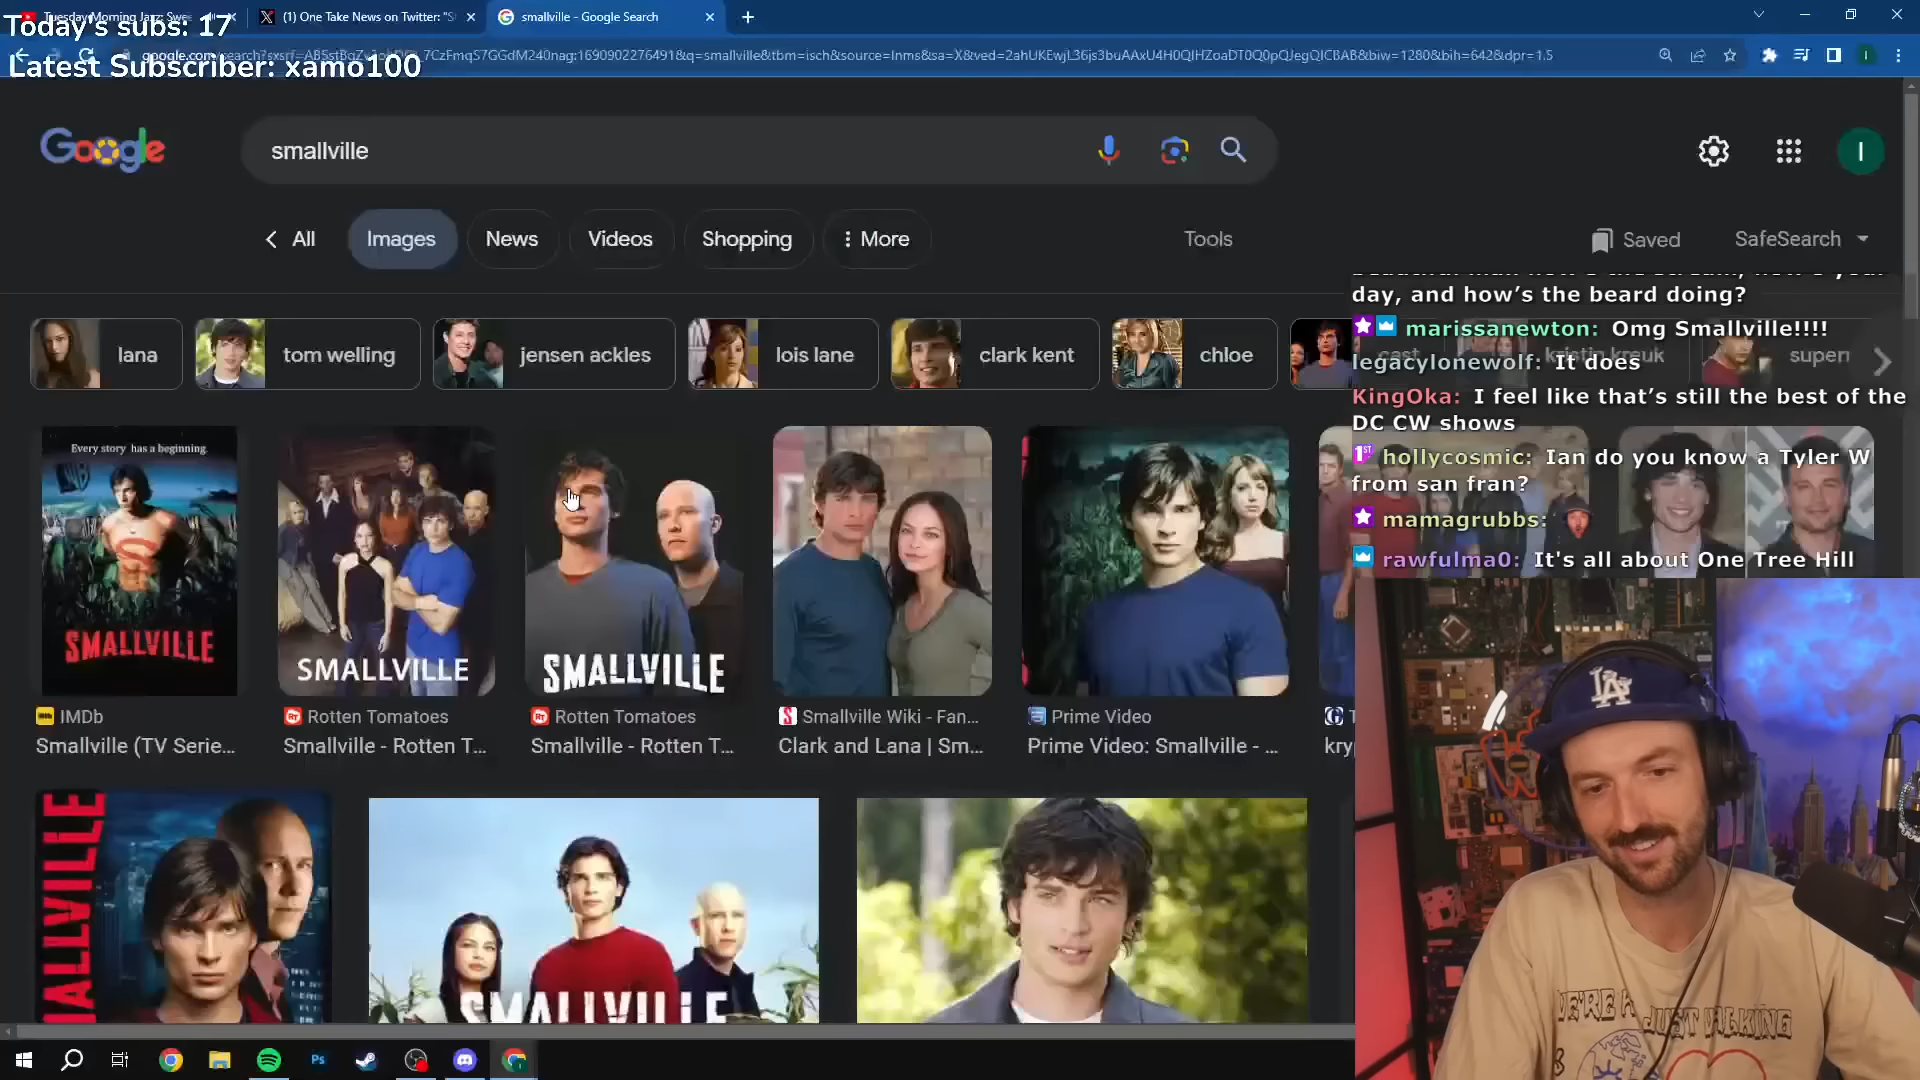 Today's subs: 17
Latest Subscriber: xamo100
(1) One Take News on Twitter: "S
smallville - Google Search
Google
smallville
All
Images
News
Videos
Shopping
More
Tools
Saved
SafeSearch
lana
tom welling
jensen ackles
lois lane
clark kent
chloe
cast
kristin kreuk
day, and how's the beard doing?
marissanewton: Omg Smallville!!!!
legacylonewolf: It does
KingOka: I feel like that's still the best of the
DC CW shows
hollycosmic: Ian do you know a Tyler W
from san fran?
mamagrubbs:
rawfulma0: It's all about One Tree Hill
Every story has a beginning.
SMALLVILLE
SMALLVILLE
SMALLVILLE
IMDb
Smallville (TV Serie...
Rotten Tomatoes
Smallville - Rotten T...
Rotten Tomatoes
Smallville - Rotten T...
Smallville Wiki - Fan...
Clark and Lana | Sm...
Prime Video
Prime Video: Smallville - ...
LA